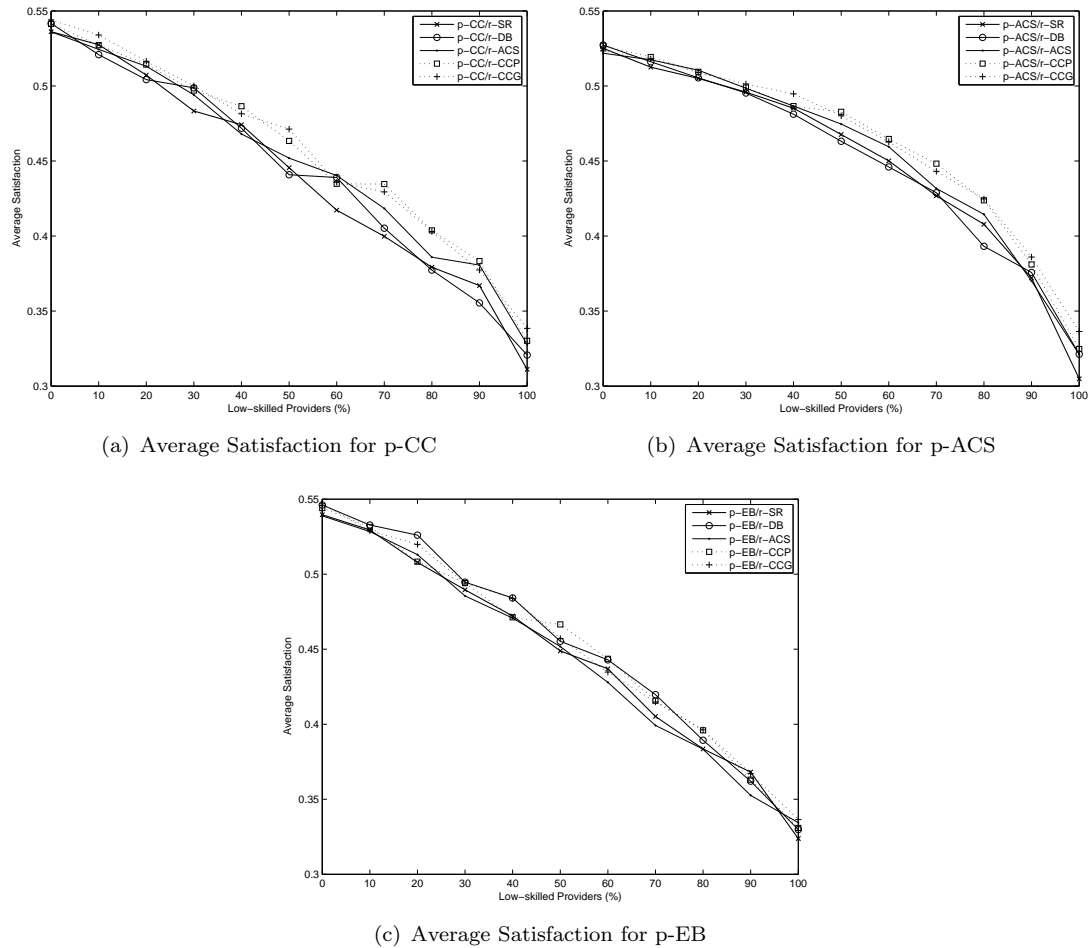 0.55
0.5
0.45
0.4
0.35
0.3
Average Satisfaction
0 10 20 30 40 50 60 70 80 90 100
Low−skilled Providers (%)
p−CC/r−SR
p−CC/r−DB
p−CC/r−ACS
p−CC/r−CCP
p−CC/r−CCG
(a) Average Satisfaction for p-CC
0.55
0.5
0.45
0.4
0.35
0.3
Average Satisfaction
0 10 20 30 40 50 60 70 80 90 100
Low−skilled Providers (%)
p−ACS/r−SR
p−ACS/r−DB
p−ACS/r−ACS
p−ACS/r−CCP
p−ACS/r−CCG
(b) Average Satisfaction for p-ACS
0.55
0.5
0.45
0.4
0.35
0.3
Average Satisfaction
0 10 20 30 40 50 60 70 80 90 100
Low−skilled Providers (%)
p−EB/r−SR
p−EB/r−DB
p−EB/r−ACS
p−EB/r−CCP
p−EB/r−CCG
(c) Average Satisfaction for p-EB